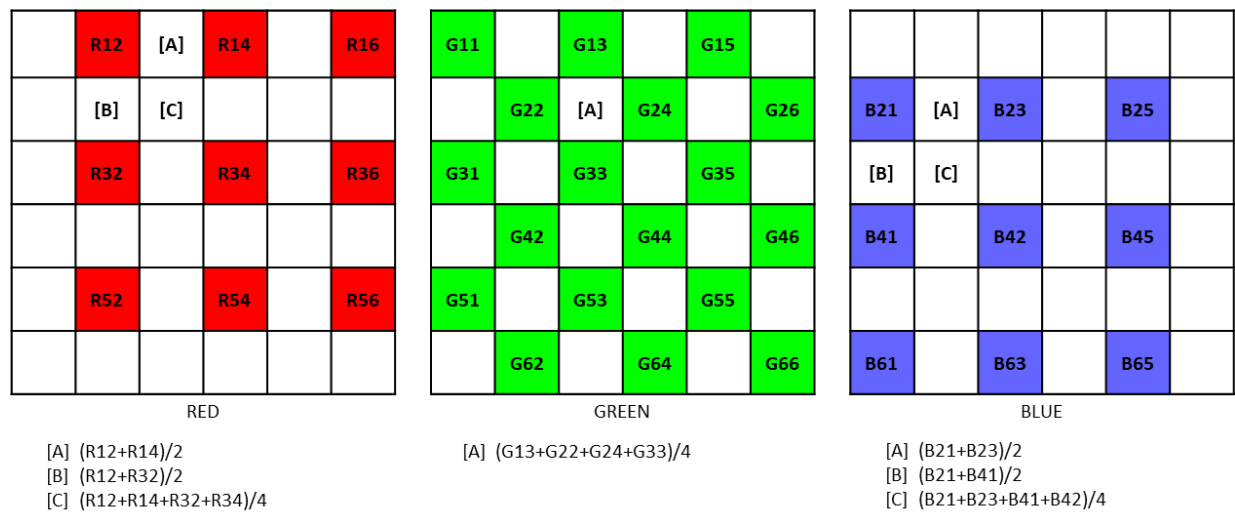 R12 [A] R14 R16 G11 G13 G15
[B] [C] G22 [A] G24 G26 B21 [A] B23 B25
R32 R34 R36 G31 G33 G35 [B] [C]
G42 G44 G46 B41 B42 B45
R52 R54 R56 G51 G53 G55
G62 G64 G66 B61 B63 B65
RED GREEN BLUE
[A] (R12+R14)/2 [A] (G13+G22+G24+G33)/4 [A] (B21+B23)/2
[B] (R12+R32)/2 [B] (B21+B41)/2
[C] (R12+R14+R32+R34)/4 [C] (B21+B23+B41+B42)/4